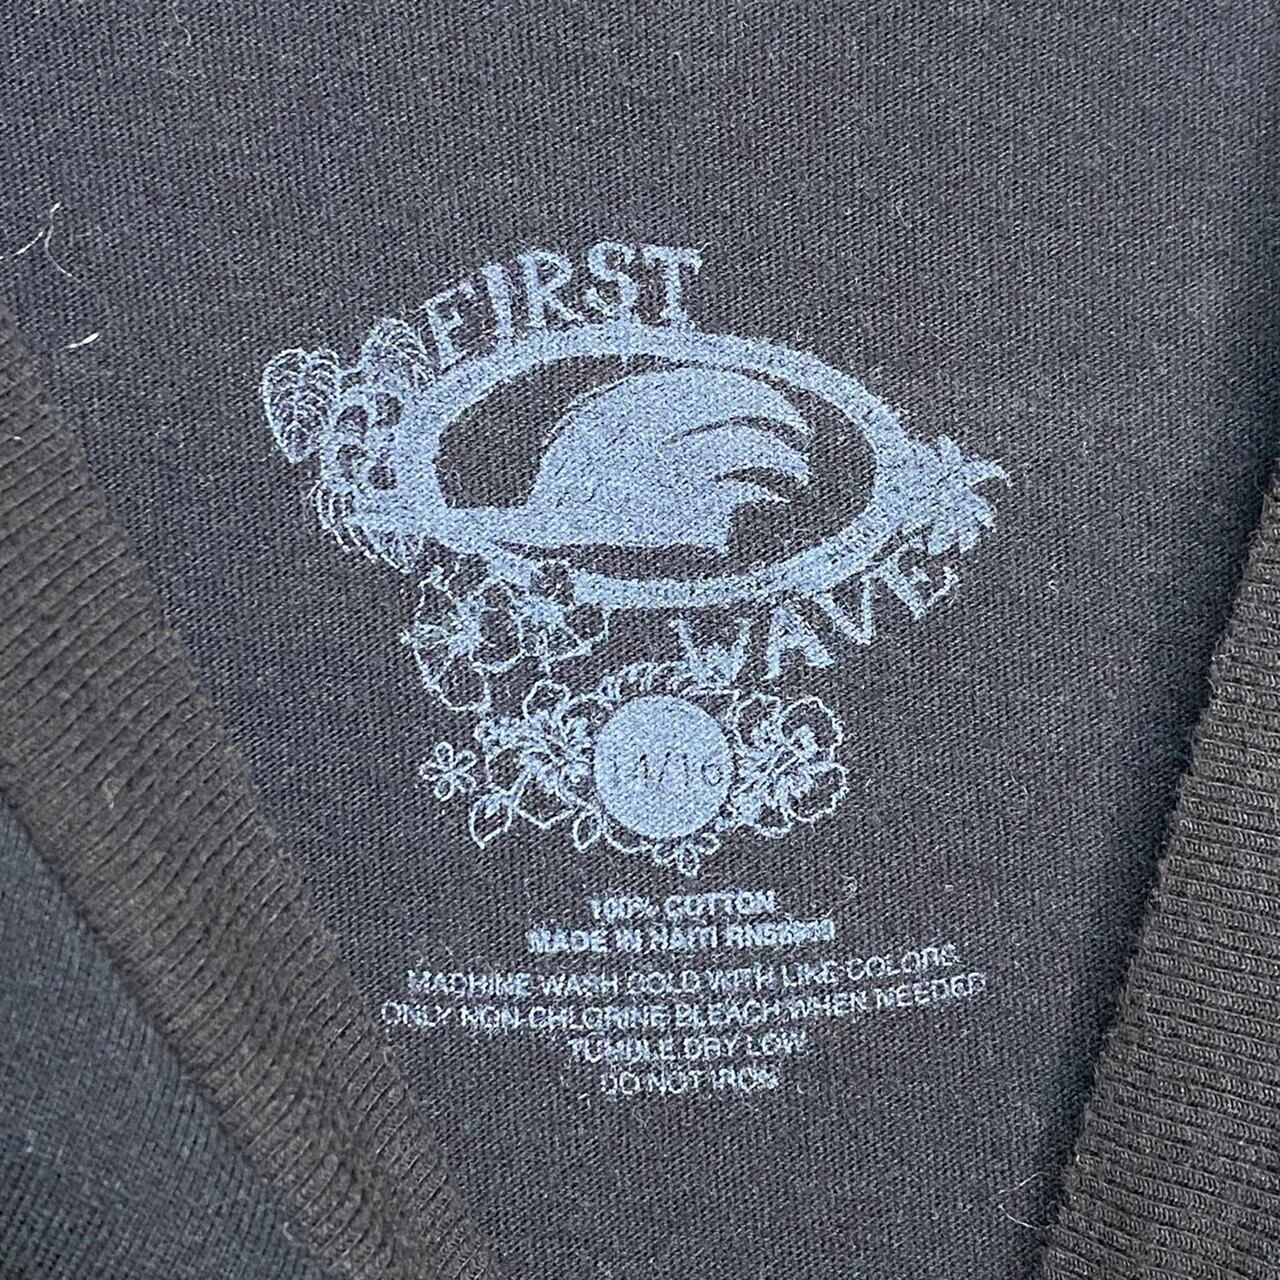 FIRST
WAVE
100% COTTON
MADE IN HAITI
MACHINE WASH COLD WITH LIKE COLORS
ONLY NON-CHLORINE BLEACH WHEN NEEDED
TUMBLE DRY LOW
DO NOT IRON